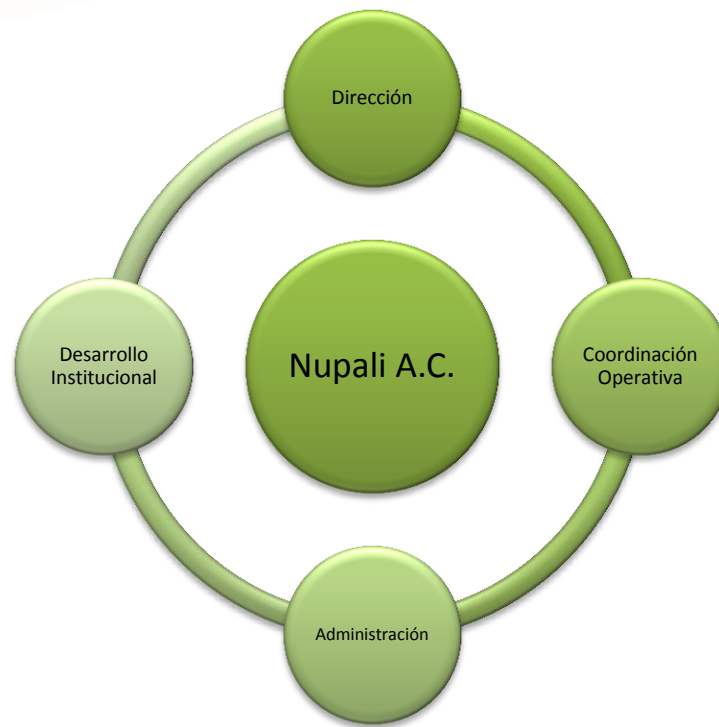 Dirección
Desarrollo
Institucional
Nupali A.C.
Coordinación
Operativa
Administración